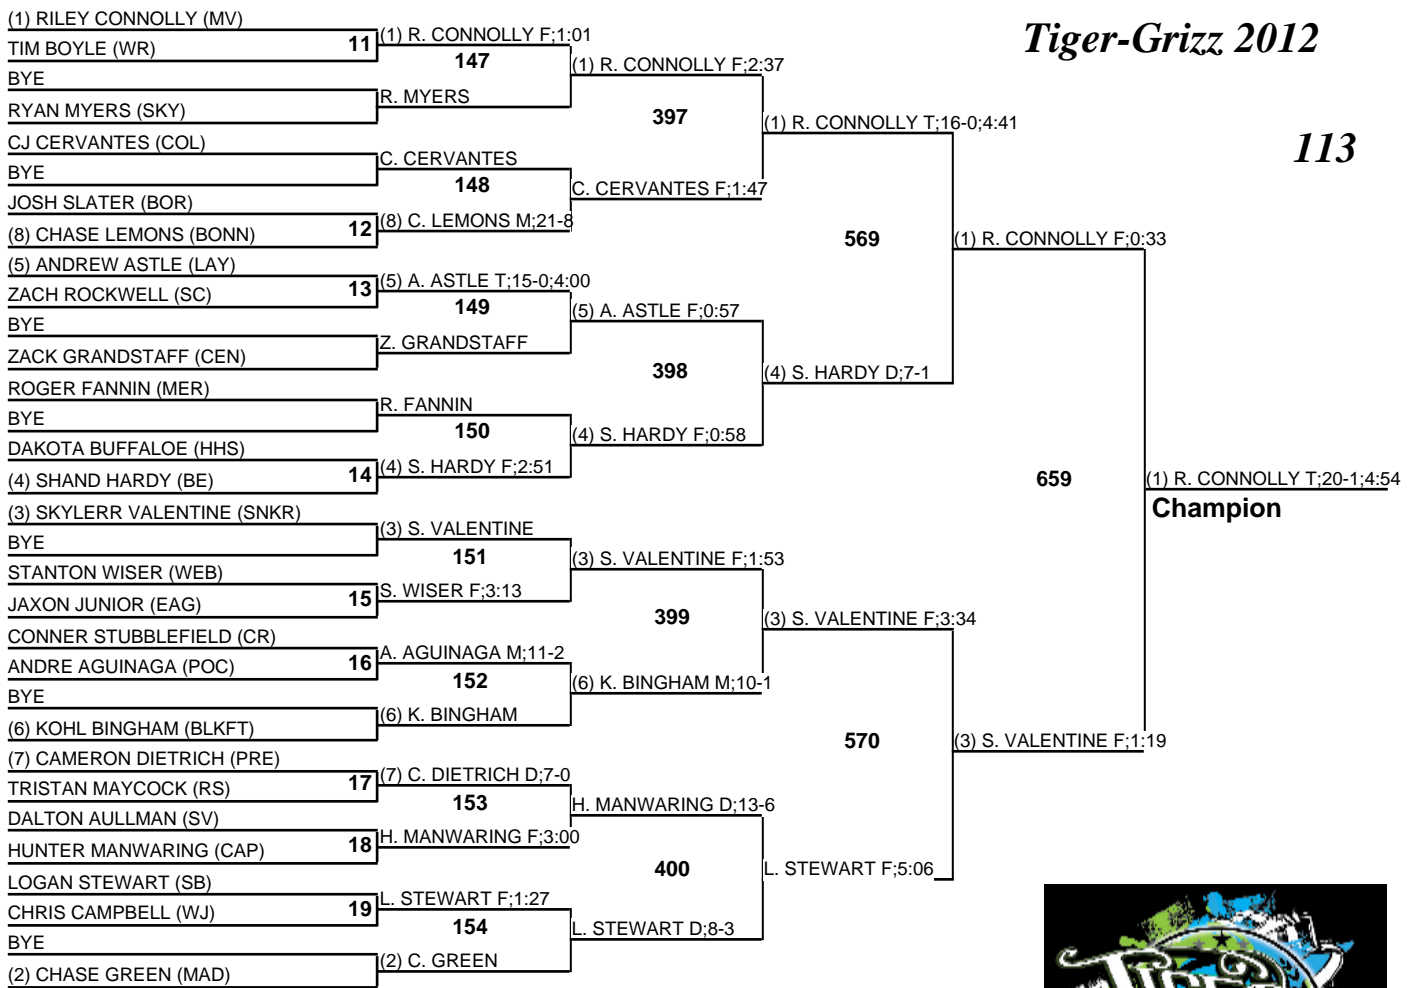 Tiger-Grizz 2012
113
(1) RILEY CONNOLLY (MV)
TIM BOYLE (WR)
BYE
RYAN MYERS (SKY)
CJ CERVANTES (COL)
BYE
JOSH SLATER (BOR)
(8) CHASE LEMONS (BONN)
(5) ANDREW ASTLE (LAY)
ZACH ROCKWELL (SC)
BYE
ZACK GRANDSTAFF (CEN)
ROGER FANNIN (MER)
BYE
DAKOTA BUFFALOE (HHS)
(4) SHAND HARDY (BE)
(3) SKYLERR VALENTINE (SNKR)
BYE
STANTON WISER (WEB)
JAXON JUNIOR (EAG)
CONNER STUBBLEFIELD (CR)
ANDRE AGUINAGA (POC)
BYE
(6) KOHL BINGHAM (BLKFT)
(7) CAMERON DIETRICH (PRE)
TRISTAN MAYCOCK (RS)
DALTON AULLMAN (SV)
HUNTER MANWARING (CAP)
LOGAN STEWART (SB)
CHRIS CAMPBELL (WJ)
BYE
(2) CHASE GREEN (MAD)
11
12
13
14
15
16
17
18
19
(1) R. CONNOLLY F;1:01
147
R. MYERS
C. CERVANTES
148
(8) C. LEMONS M;21-8
(5) A. ASTLE T;15-0;4:00
149
Z. GRANDSTAFF
R. FANNIN
150
(4) S. HARDY F;2:51
(3) S. VALENTINE
151
S. WISER F;3:13
A. AGUINAGA M;11-2
152
(6) K. BINGHAM
(7) C. DIETRICH D;7-0
153
H. MANWARING F;3:00
L. STEWART F;1:27
154
(2) C. GREEN
(1) R. CONNOLLY F;2:37
397
C. CERVANTES F;1:47
(5) A. ASTLE F;0:57
398
(4) S. HARDY F;0:58
(3) S. VALENTINE F;1:53
399
(6) K. BINGHAM M;10-1
H. MANWARING D;13-6
400
L. STEWART D;8-3
(1) R. CONNOLLY T;16-0;4:41
569
(4) S. HARDY D;7-1
(3) S. VALENTINE F;3:34
570
L. STEWART F;5:06
(1) R. CONNOLLY F;0:33
659
(3) S. VALENTINE F;1:19
(1) R. CONNOLLY T;20-1;4:54
Champion